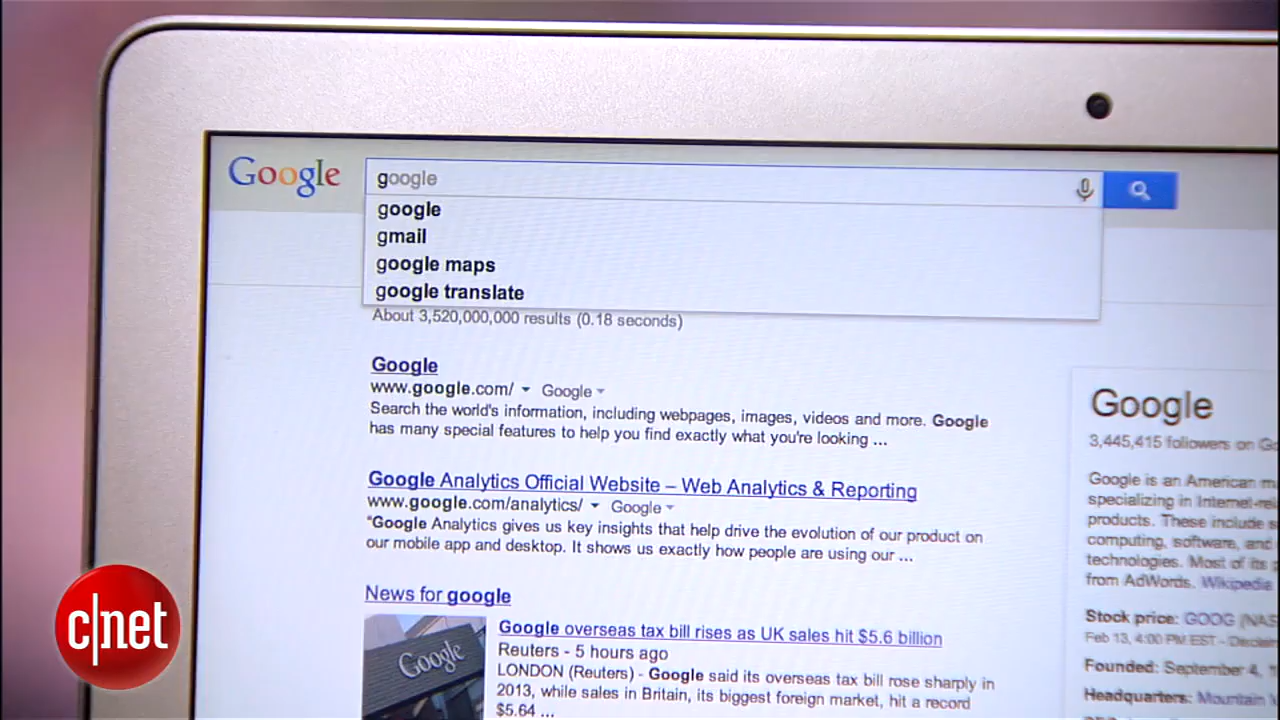 Google
google
google
gmail
google maps
google translate
About 3,520,000,000 results (0.18 seconds)
Google
www.google.com/ Google
Search the world's information, including webpages, images, videos and more. Google
has many special features to help you find exactly what you're looking ...
Google Analytics Official Website – Web Analytics & Reporting
www.google.com/analytics/ Google
"Google Analytics gives us key insights that help drive the evolution of our product on
our mobile app and desktop. It shows us exactly how people are using our ...
News for google
Google
Google overseas tax bill rises as UK sales hit $5.6 billion
Reuters - 5 hours ago
LONDON (Reuters) - Google said its overseas tax bill rose sharply in
2013, while sales in Britain, its biggest foreign market, hit a record
$5.64 ...
Google
3,445,415 followers on
Google is an American
specializing in
products. These include
computing, software, and
technologies. Most of its
from AdWords. Wikipedia
Stock price: GOOG
Feb 13, 4:00 PM EST -
Founded: September 4,
Headquarters: Mountain
c|net